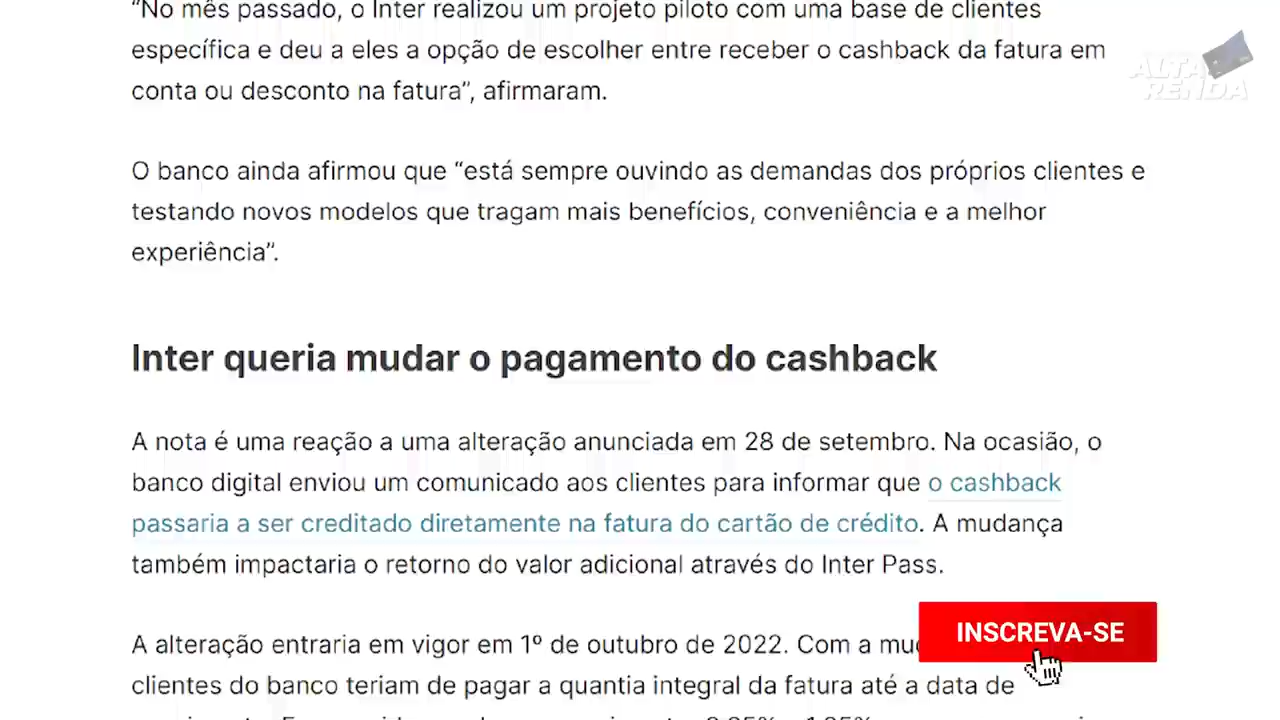 “No mês passado, o Inter realizou um projeto piloto com uma base de clientes
específica e deu a eles a opção de escolher entre receber o cashback da fatura em
conta ou desconto na fatura”, afirmaram.
ALTA
RENDA
O banco ainda afirmou que “está sempre ouvindo as demandas dos próprios clientes e
testando novos modelos que tragam mais benefícios, conveniência e a melhor
experiência”.
Inter queria mudar o pagamento do cashback
A nota é uma reação a uma alteração anunciada em 28 de setembro. Na ocasião, o
banco digital enviou um comunicado aos clientes para informar que o cashback
passaria a ser creditado diretamente na fatura do cartão de crédito. A mudança
também impactaria o retorno do valor adicional através do Inter Pass.
A alteração entraria em vigor em 1º de outubro de 2022. Com a
INSCREVA-SE
clientes do banco teriam de pagar a quantia integral da fatura até a data de